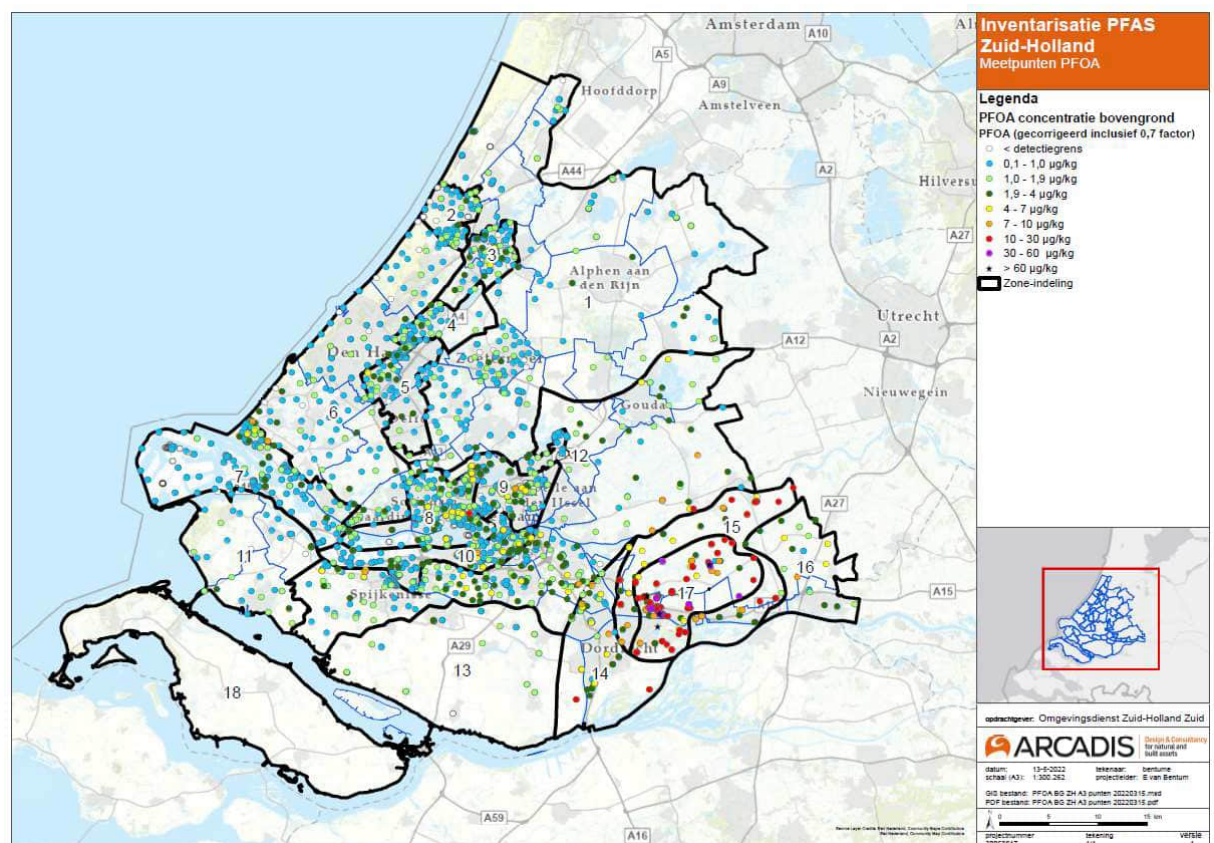 Amsterdam
A10
A5
Hoofddorp
A9
Amstelveen
A2
A44
Hilvers
A27
2
3
Alphen aan
den Rijn
1
A4
4
Utrecht
Den Ha
Zoeter
A12
A2
5
6
Nieuwegein
Gouda
12
7
9
A27
8
15
10
11
16
17
Spijkenisse
A15
A29
Dordrecht
13
14
18
A59
A16
Inventarisatie PFAS
Zuid-Holland
Meetpunten PFOA
Legenda
PFOA concentratie bovengrond
PFOA (gecorrigeerd inclusief 0,7 factor)
< detectiegrens
0,1 - 1,0 µg/kg
1,0 - 1,9 µg/kg
1,9 - 4 µg/kg
4 - 7 µg/kg
7 - 10 µg/kg
10 - 30 µg/kg
30 - 60 µg/kg
> 60 µg/kg
Zone-indeling
opdrachtgever: Omgevingsdienst Zuid-Holland Zuid
ARCADIS
Design & Consultancy
for natural and
built assets
datum: 13-6-2022 tekenaar: bentume
schaal (A3): 1:300.262 projectleider: E van Bentum
GIS bestand: PFOA BG ZH A3 punten 20220315.mxd
PDF bestand: PFOA BG ZH A3 punten 20220315.pdf
0 5 10 15 km
projectnummer tekening versie